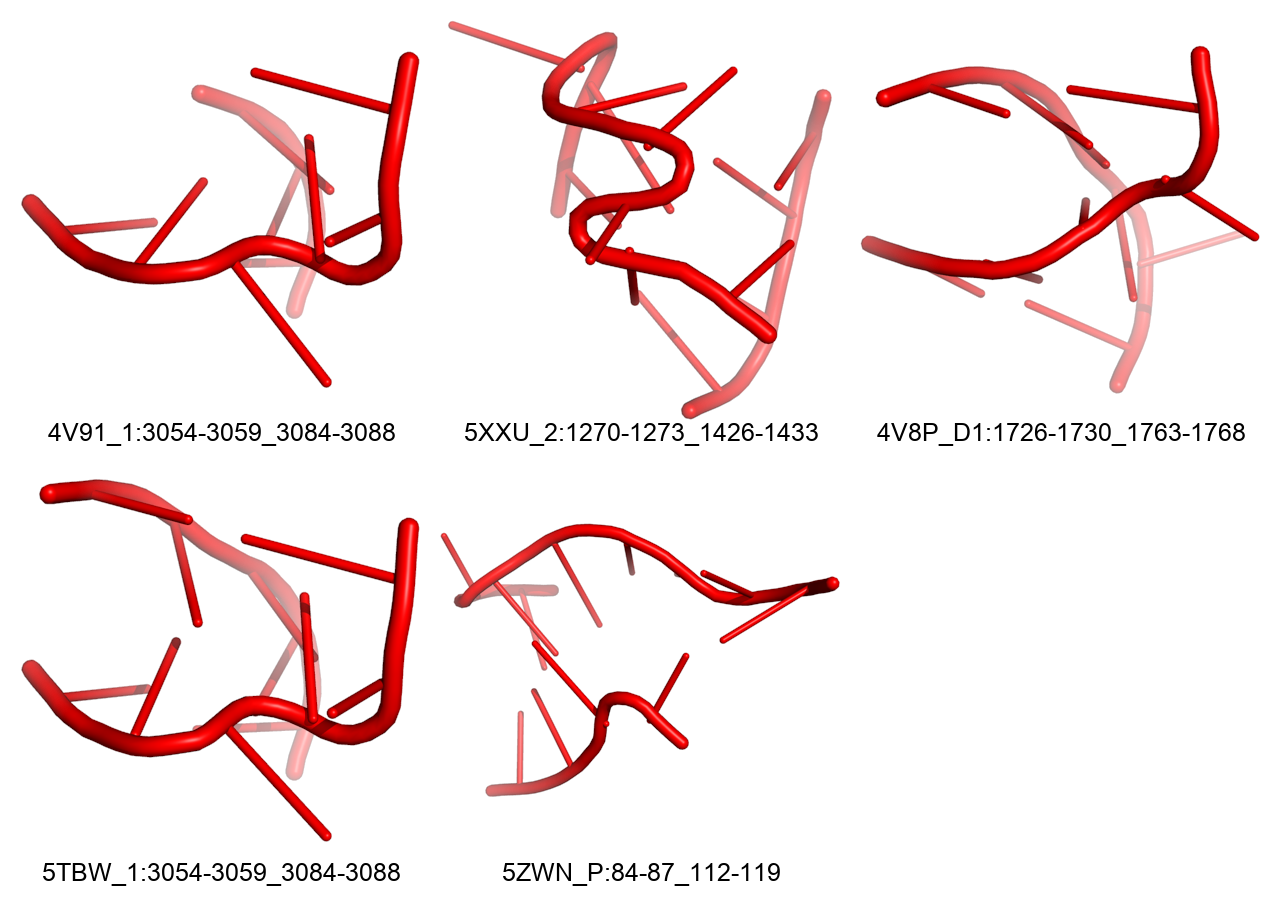 4V91_1:3054-3059_3084-3088
5XXU_2:1270-1273_1426-1433
4V8P_D1:1726-1730_1763-1768
5TBW_1:3054-3059_3084-3088
5ZWN_P:84-87_112-119